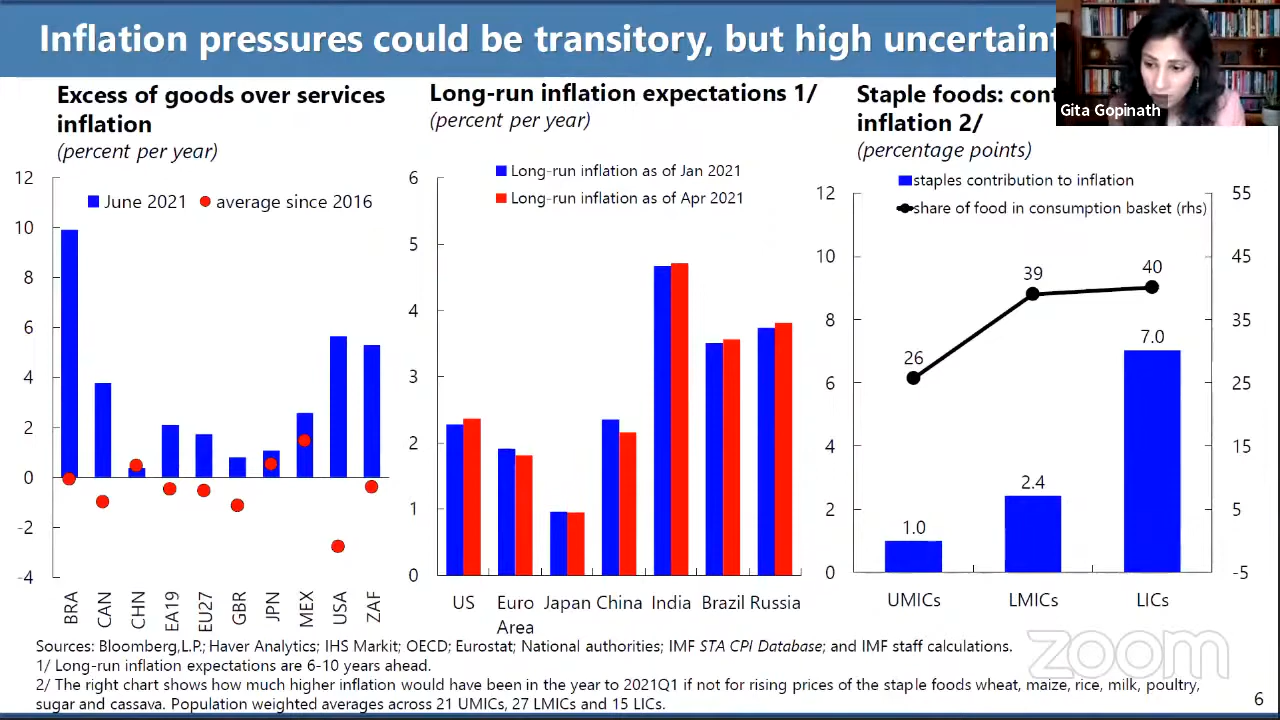 Inflation pressures could be transitory, but high
Gita Gopinath
Excess of goods over services
inflation
(percent per year)
12
10
8
6
4
2
0
-2
-4
June 2021
average since 2016
BRA
CAN
CHN
EA19
EU27
GBR
JPN
MEX
USA
ZAF
Long-run inflation expectations 1/
(percent per year)
Long-run inflation as of Jan 2021
Long-run inflation as of Apr 2021
6
5
4
3
2
1
0
US
Euro
Area
Japan
China
India
Brazil
Russia
Staple foods:
inflation 2/
(percentage points)
staples contribution to inflation
share of food in consumption basket (rhs)
12
10
8
6
4
2
0
55
45
35
25
15
5
-5
26
39
40
1.0
2.4
7.0
UMICs
LMICs
LICs
Sources: Bloomberg,L.P.; Haver Analytics; IHS Markit; OECD; Eurostat; National authorities; IMF STA CPI Database; and IMF staff calculations.
1/ Long-run inflation expectations are 6-10 years ahead.
2/ The right chart shows how much higher inflation would have been in the year to 2021Q1 if not for rising prices of the staple foods wheat, maize, rice, milk, poultry,
sugar and cassava. Population weighted averages across 21 UMICs, 27 LMICs and 15 LICs.
zoom
6